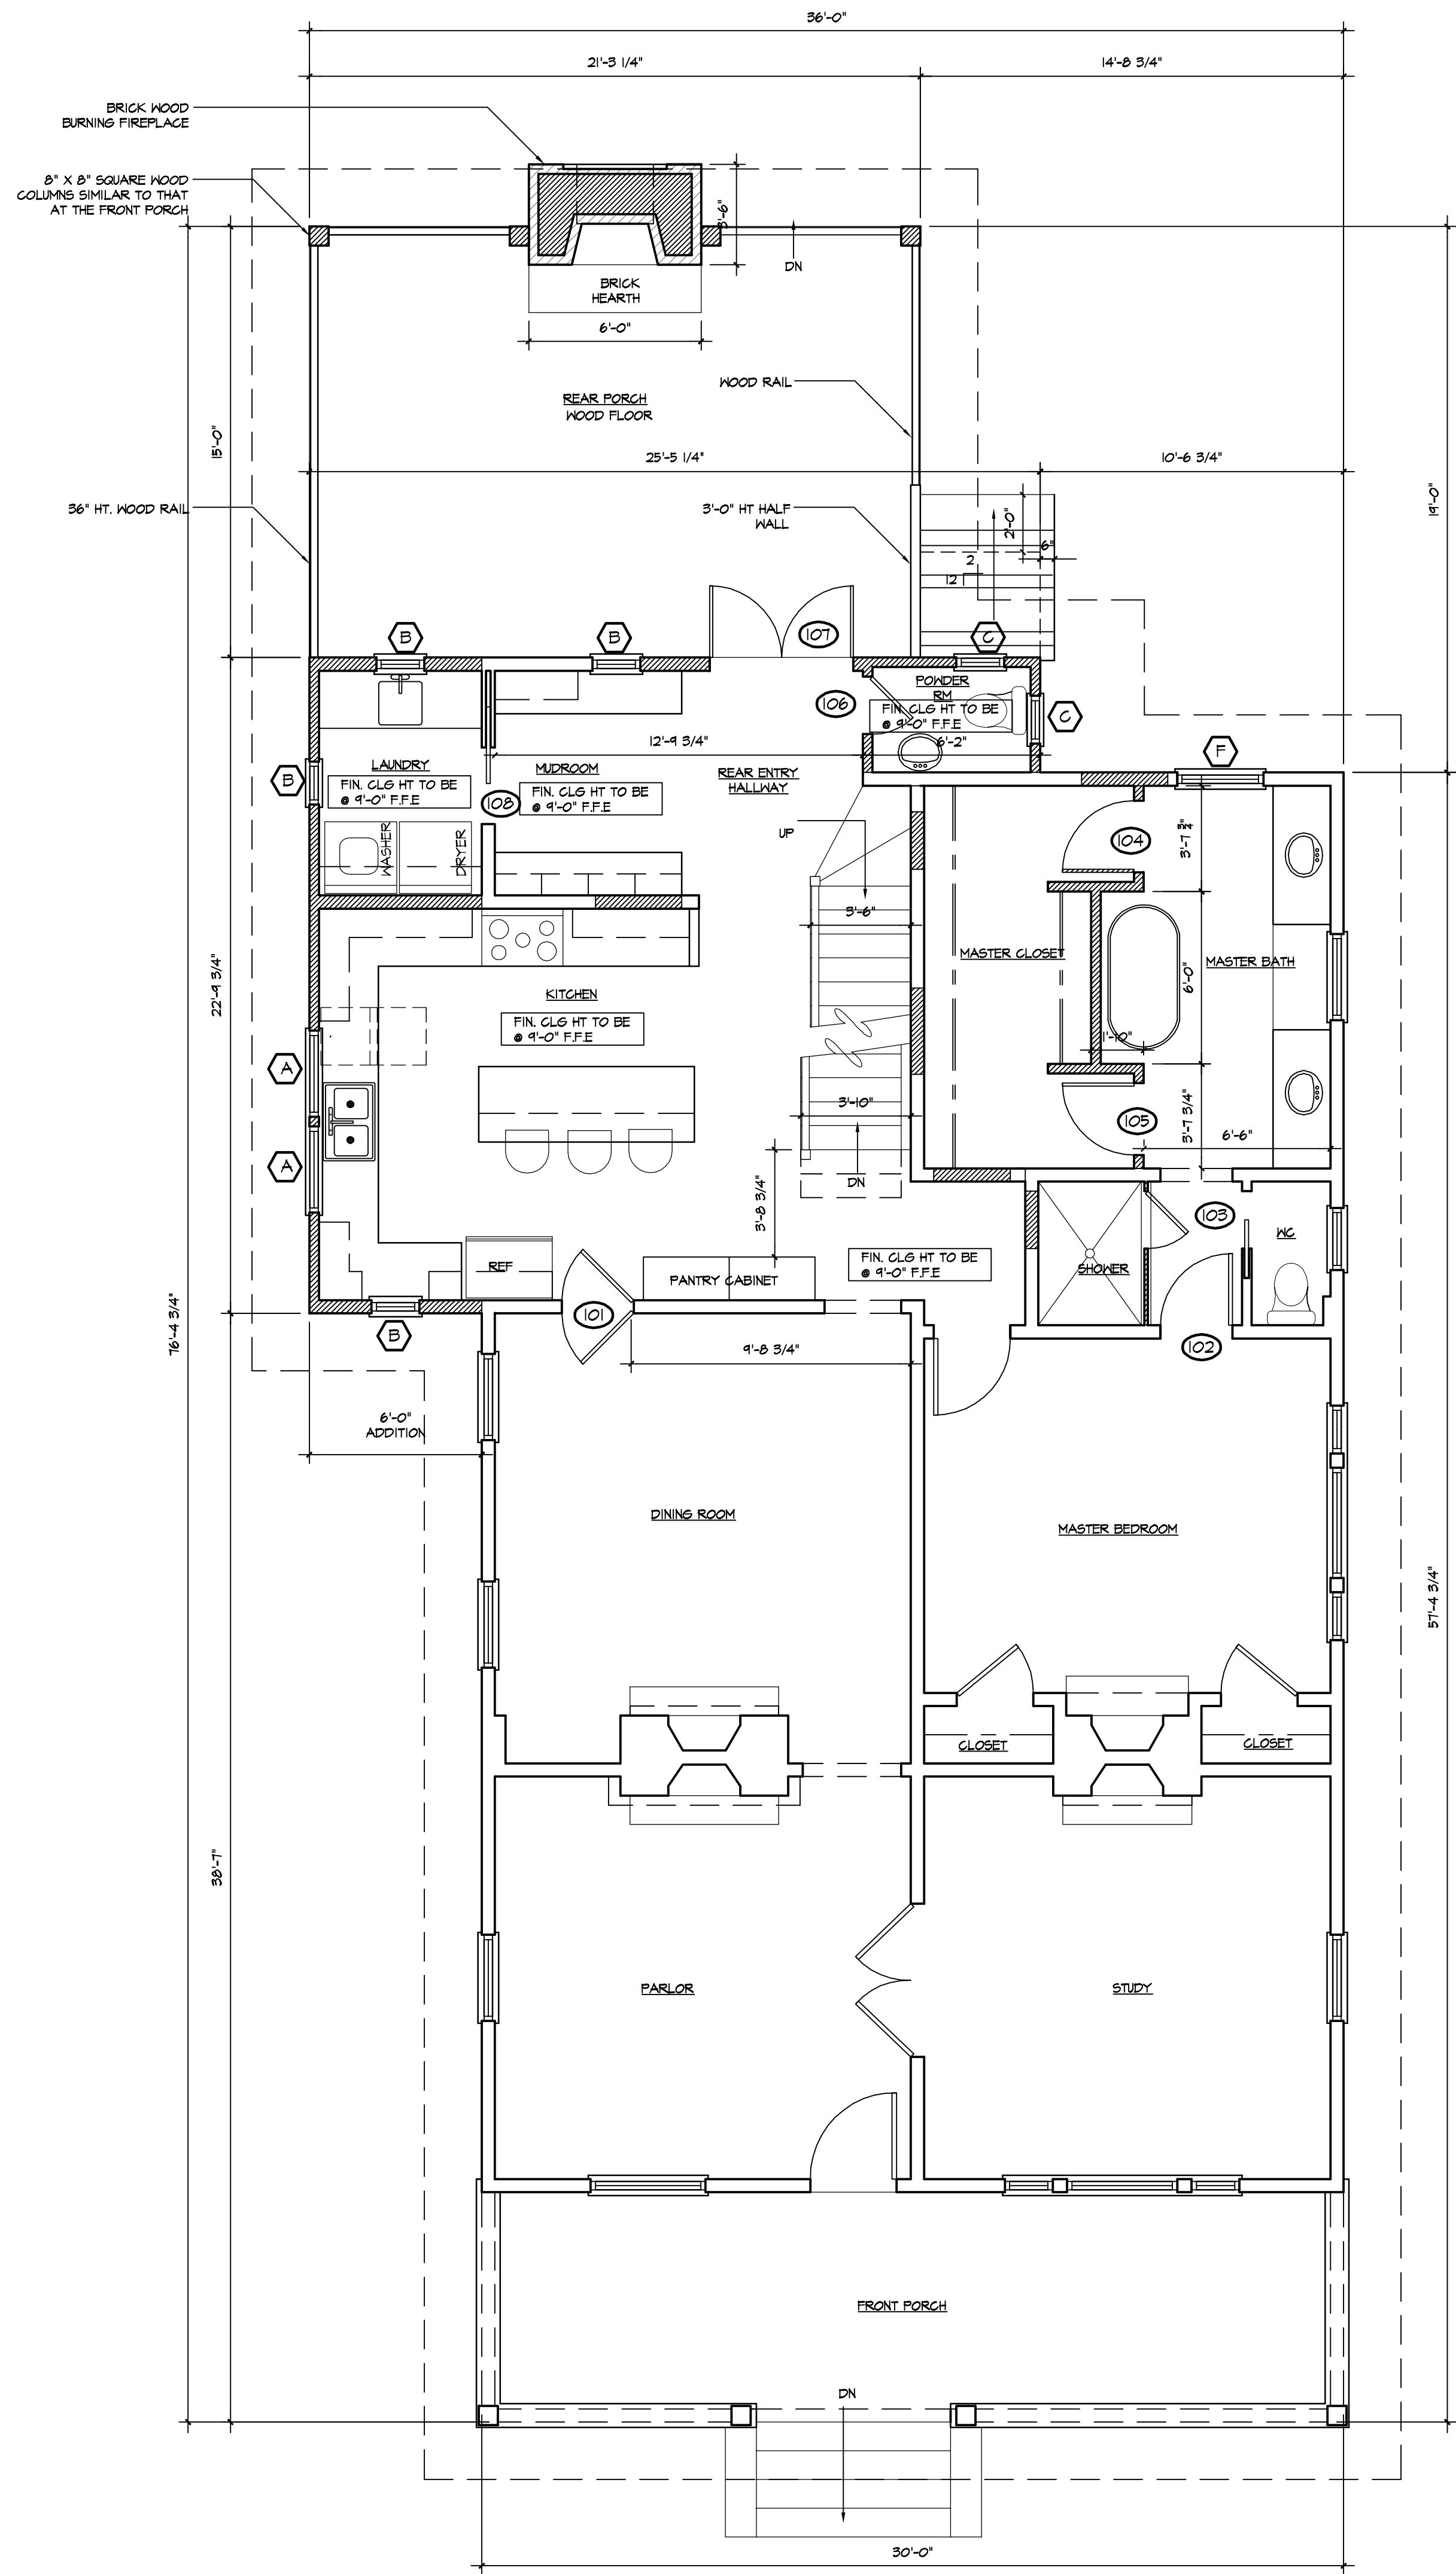 36'-0"
21'-3 1/4"
14'-8 3/4"
BRICK WOOD
BURNING FIREPLACE
8" X 8" SQUARE WOOD
COLUMNS SIMILAR TO THAT
AT THE FRONT PORCH
3'-6"
DN
BRICK
HEARTH
6'-0"
WOOD RAIL
REAR PORCH
WOOD FLOOR
15'-0"
25'-5 1/4"
10'-6 3/4"
19'-0"
36" HT. WOOD RAIL
3'-0" HT HALF
WALL
2'-0"
6"
2
12
B
B
107
C
POWDER
RM
106
FIN. CLG HT TO BE
@ 9'-0" F.F.E
C
12'-9 3/4"
6'-2"
F
LAUNDRY
MUDROOM
REAR ENTRY
HALLWAY
B
FIN. CLG HT TO BE
@ 9'-0" F.F.E
108
FIN. CLG HT TO BE
@ 9'-0" F.F.E
UP
104
3'-7 3/4"
WASHER
DRYER
3'-6"
MASTER CLOSET
MASTER BATH
22'-9 3/4"
6'-0"
KITCHEN
FIN. CLG HT TO BE
@ 9'-0" F.F.E
1'-10"
A
3'-10"
105
3'-7 3/4"
6'-6"
A
DN
3'-8 3/4"
103
WC
FIN. CLG HT TO BE
@ 9'-0" F.F.E
REF
PANTRY CABINET
SHOWER
101
76'-4 3/4"
B
102
9'-8 3/4"
6'-0"
ADDITION
DINING ROOM
MASTER BEDROOM
57'-4 3/4"
CLOSET
CLOSET
38'-7"
PARLOR
STUDY
FRONT PORCH
DN
30'-0"